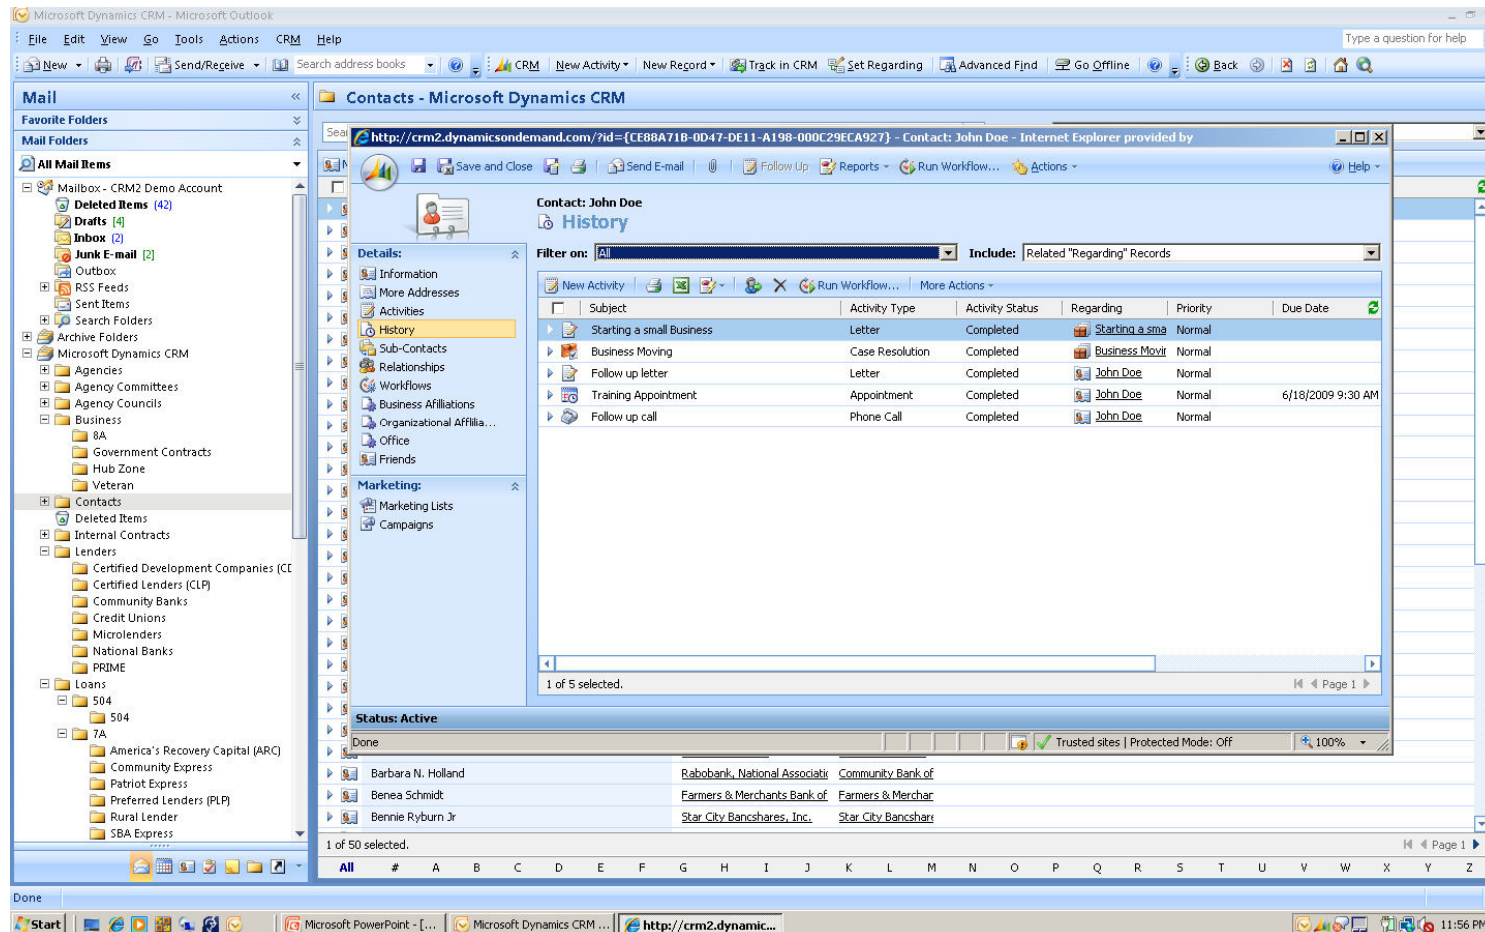 Microsoft Dynamics CRM - Microsoft Outlook
File Edit View Go Tools Actions CRM Help
Type a question for help
New Send/Receive Search address books CRM New Activity New Record Track in CRM Set Regarding Advanced Find Go Offline Back
Mail
Favorite Folders
Mail Folders
All Mail Items
Mailbox - CRM2 Demo Account
Deleted Items (42)
Drafts [4]
Inbox (2)
Junk E-mail [2]
Outbox
RSS Feeds
Sent Items
Search Folders
Archive Folders
Microsoft Dynamics CRM
Agencies
Agency Committees
Agency Councils
Business
8A
Government Contracts
Hub Zone
Veteran
Contacts
Deleted Items
Internal Contracts
Lenders
Certified Development Companies (CD
Certified Lenders (CLP)
Community Banks
Credit Unions
Microlenders
National Banks
PRIME
Loans
504
504
7A
America's Recovery Capital (ARC)
Community Express
Patriot Express
Preferred Lenders (PLP)
Rural Lender
SBA Express
Contacts - Microsoft Dynamics CRM
http://crm2.dynamicsondemand.com/?id={CE88A71B-0D47-DE11-A198-000C29ECA927} - Contact: John Doe - Internet Explorer provided by
Save and Close Send E-mail Follow Up Reports Run Workflow... Actions Help
Contact: John Doe
History
Details:
Information
More Addresses
Activities
History
Sub-Contacts
Relationships
Workflows
Business Afiliations
Organizational Afflilia...
Office
Friends
Marketing:
Marketing Lists
Campaigns
Filter on: All Include: Related "Regarding" Records
New Activity Run Workflow... More Actions
Subject Activity Type Activity Status Regarding Priority Due Date
Starting a small Business Letter Completed Starting a sma Normal
Business Moving Case Resolution Completed Business Movir Normal
Follow up letter Letter Completed John Doe Normal
Training Appointment Appointment Completed John Doe Normal 6/18/2009 9:30 AM
Follow up call Phone Call Completed John Doe Normal
1 of 5 selected. Page 1
Status: Active
Done Trusted sites | Protected Mode: Off 100%
Barbara N. Holland Rabobank, National Associatio Community Bank of
Benea Schmidt Farmers & Merchants Bank of Farmers & Merchan
Bennie Ryburn Jr Star City Bancshares, Inc. Star City Bancshare
1 of 50 selected. Page 1
All # A B C D E F G H I J K L M N O P Q R S T U V W X Y Z
Done
Start Microsoft PowerPoint - [... Microsoft Dynamics CRM ... http://crm2.dynamic... 11:56 PM